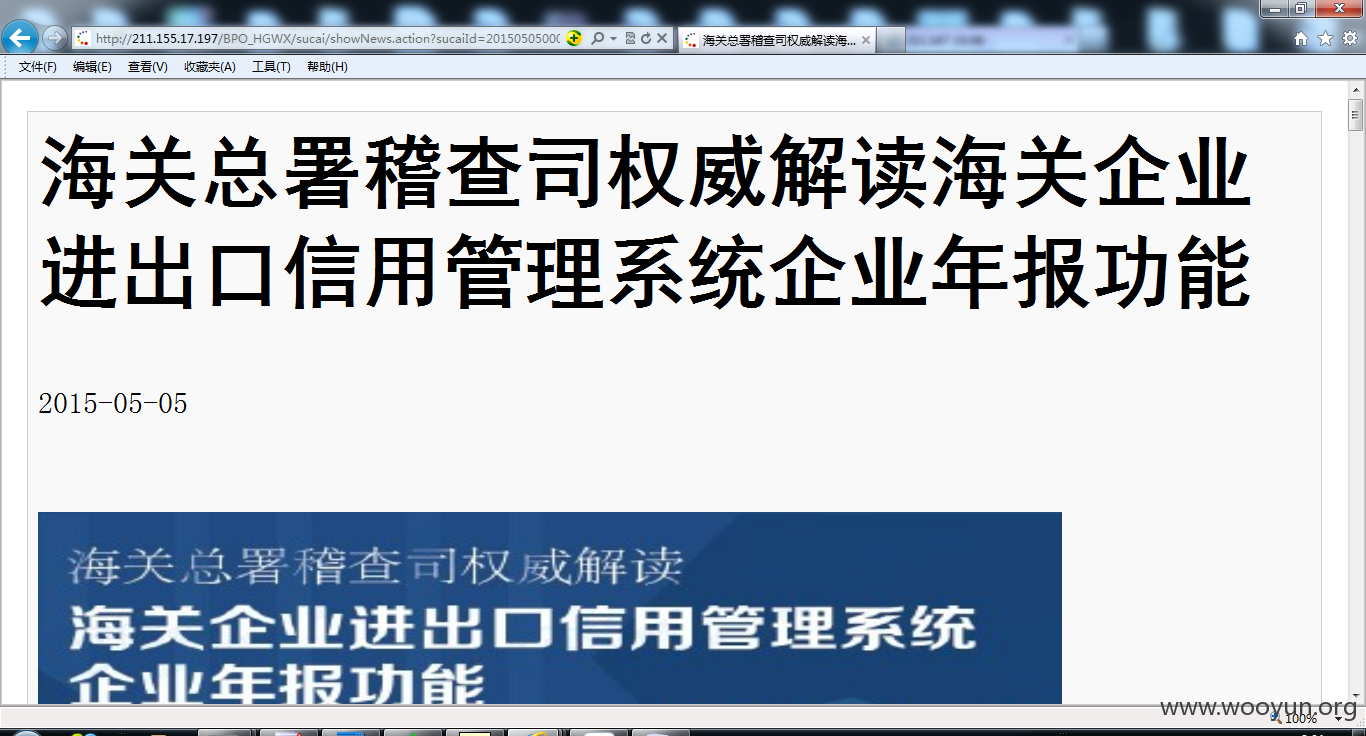 http://211.155.17.197/BPO_HGWX/sucai/showNews.action?sucaiId=20150505000
海关总署稽查司权威解读海...
文件(F) 编辑(E) 查看(V) 收藏夹(A) 工具(T) 帮助(H)
海关总署稽查司权威解读海关企业
进出口信用管理系统企业年报功能
2015-05-05
海关总署稽查司权威解读
海关企业进出口信用管理系统
企业年报功能
www.wooyun.org
100%